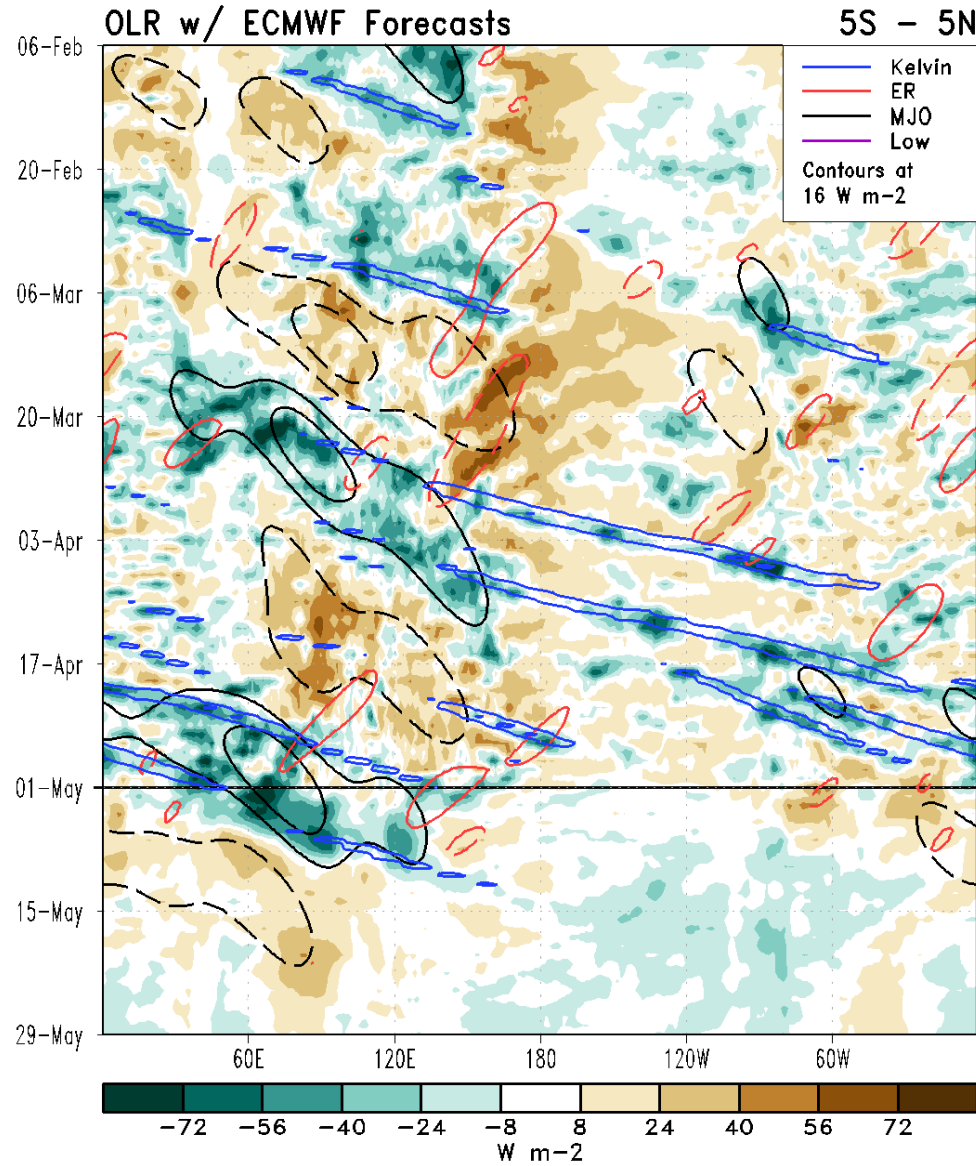 OLR w/ ECMWF Forecasts 5S - 5N
Kelvin
ER
MJO
Low
Contours at
16 W m-2
06-Feb
20-Feb
06-Mar
20-Mar
03-Apr
17-Apr
01-May
15-May
29-May
60E 120E 180 120W 60W
-72 -56 -40 -24 -8 8 24 40 56 72
W m-2